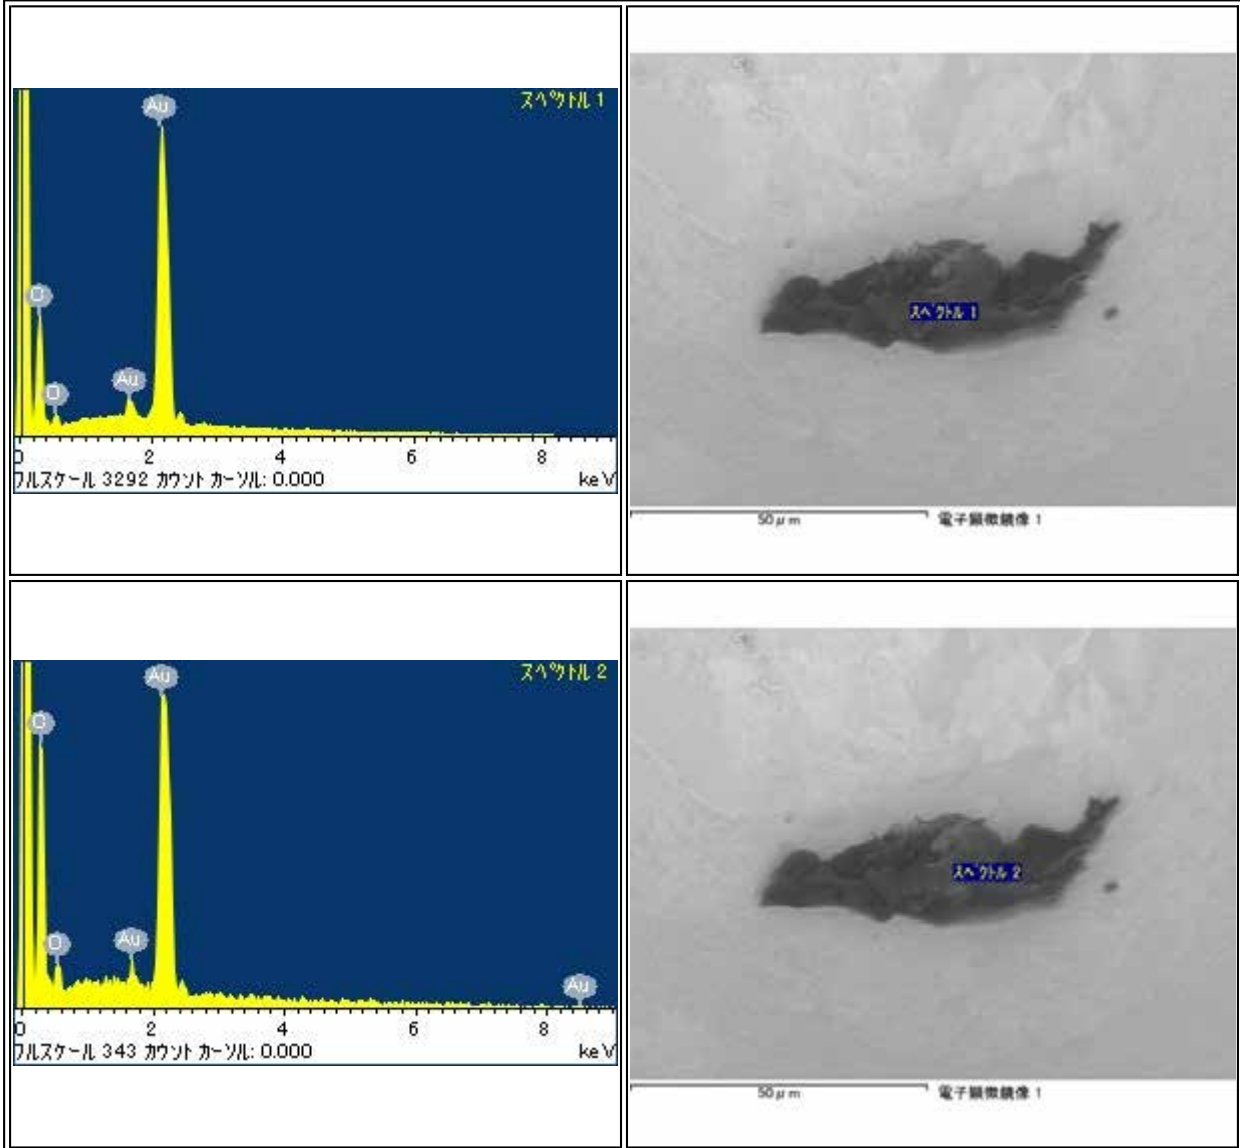 スペクトル 1
Au
C
Au
O
0 2 4 6 8
フルスケール 3292 カウント カーソル: 0.000 keV
スペクトル 1
50μm 電子顕微鏡像 1
スペクトル 2
Au
C
O
Au
Au
0 2 4 6 8
フルスケール 343 カウント カーソル: 0.000 keV
スペクトル 2
50μm 電子顕微鏡像 1